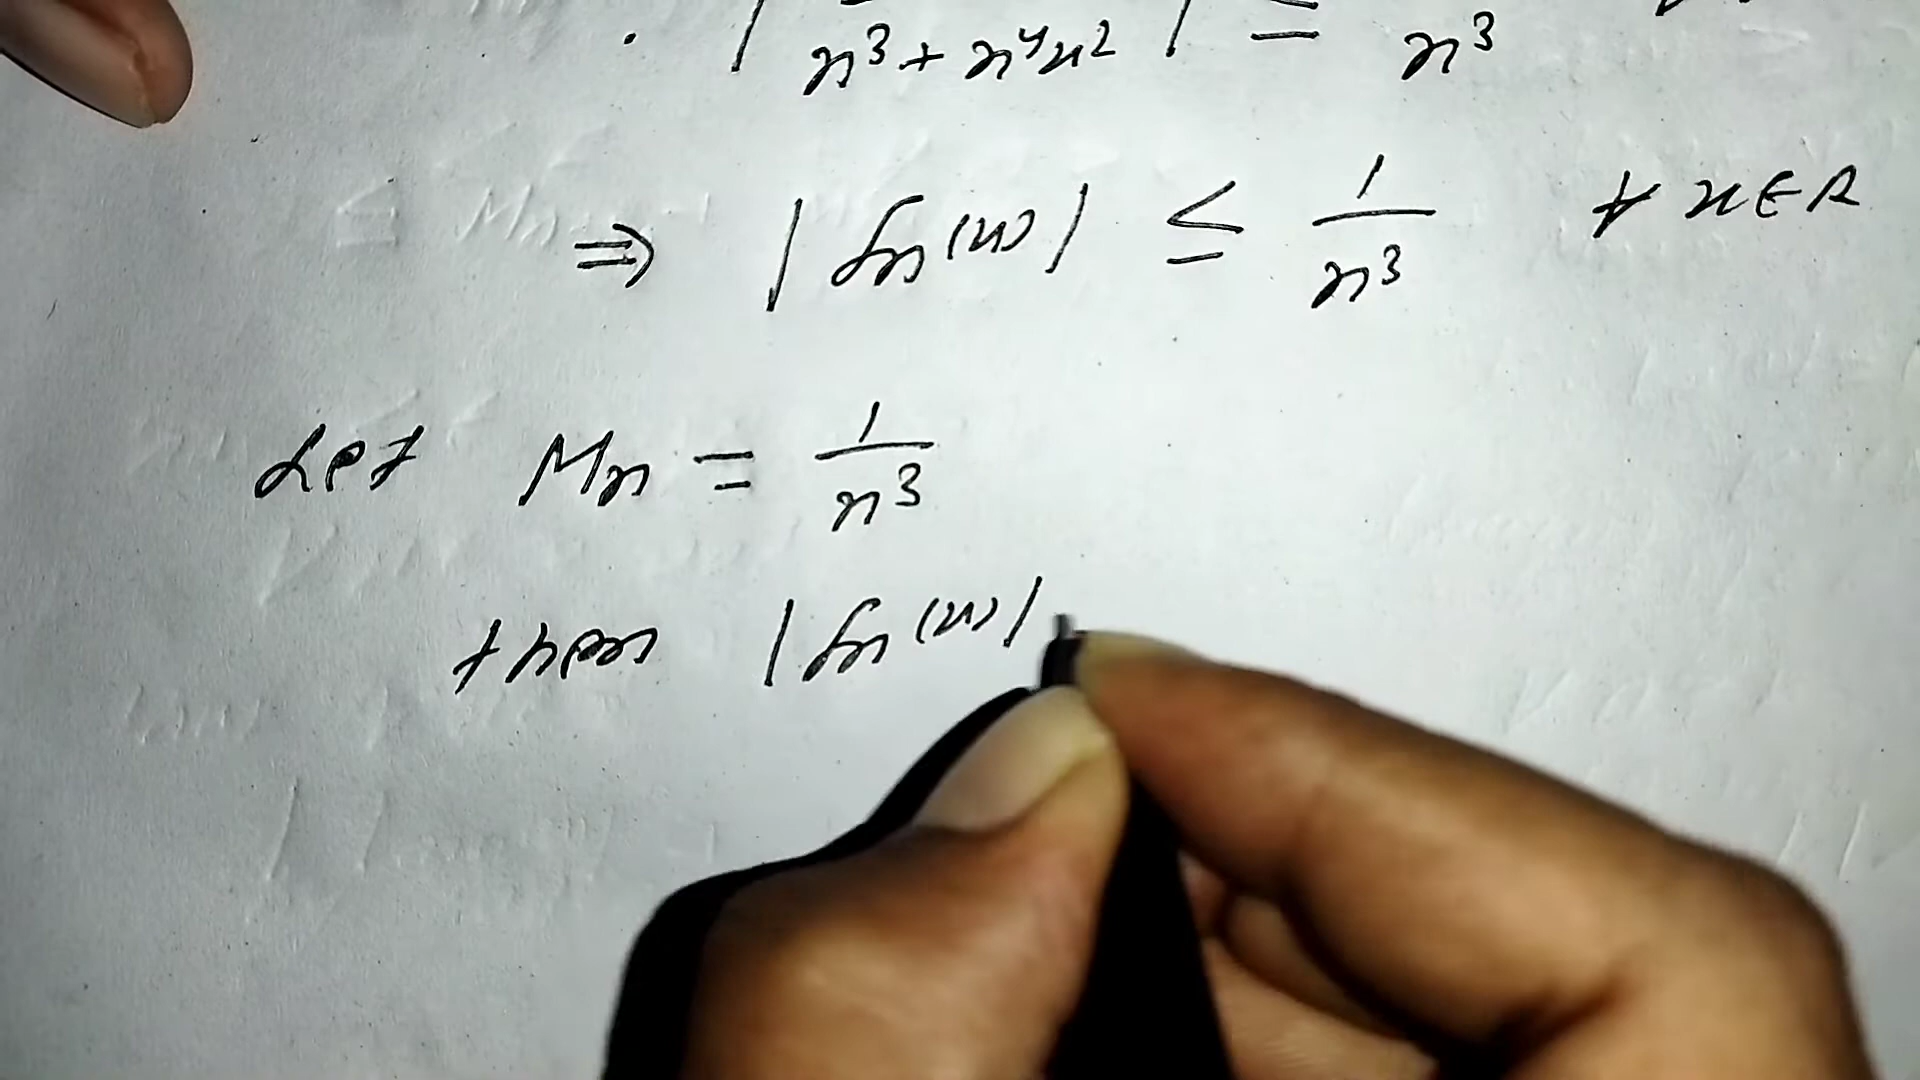 . | n³ + n⁴x² | = n³
⇒ |fn(x)| ≤ 1/n³ ∀ x ∈ R
Let Mn = 1/n³
then |fn(x)|